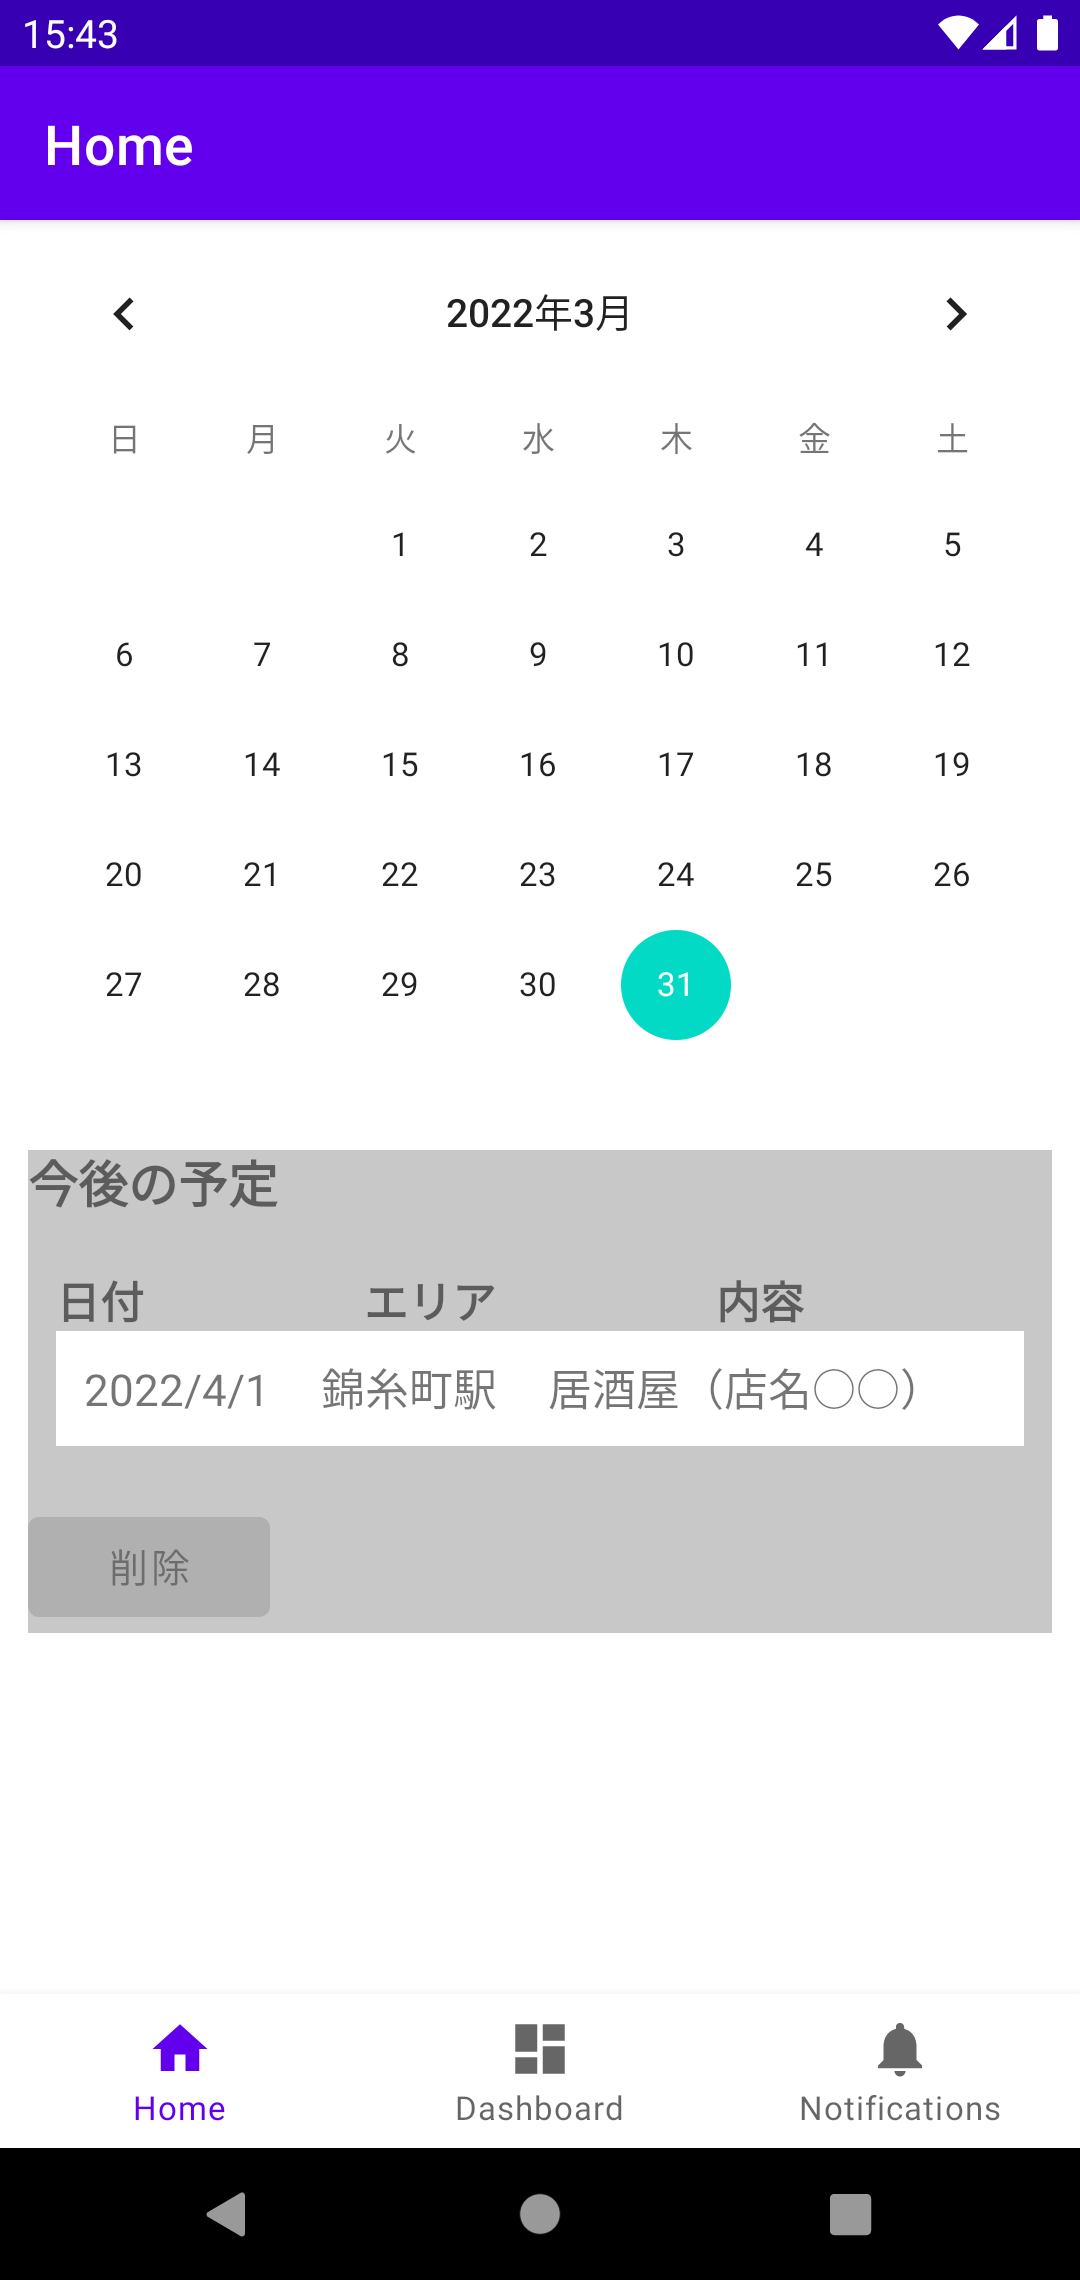 15:43
Home
2022年3月
日 月 火 水 木 金 土
1 2 3 4 5
6 7 8 9 10 11 12
13 14 15 16 17 18 19
20 21 22 23 24 25 26
27 28 29 30 31
今後の予定
日付 エリア 内容
2022/4/1 錦糸町駅 居酒屋（店名〇〇）
削除
Home Dashboard Notifications